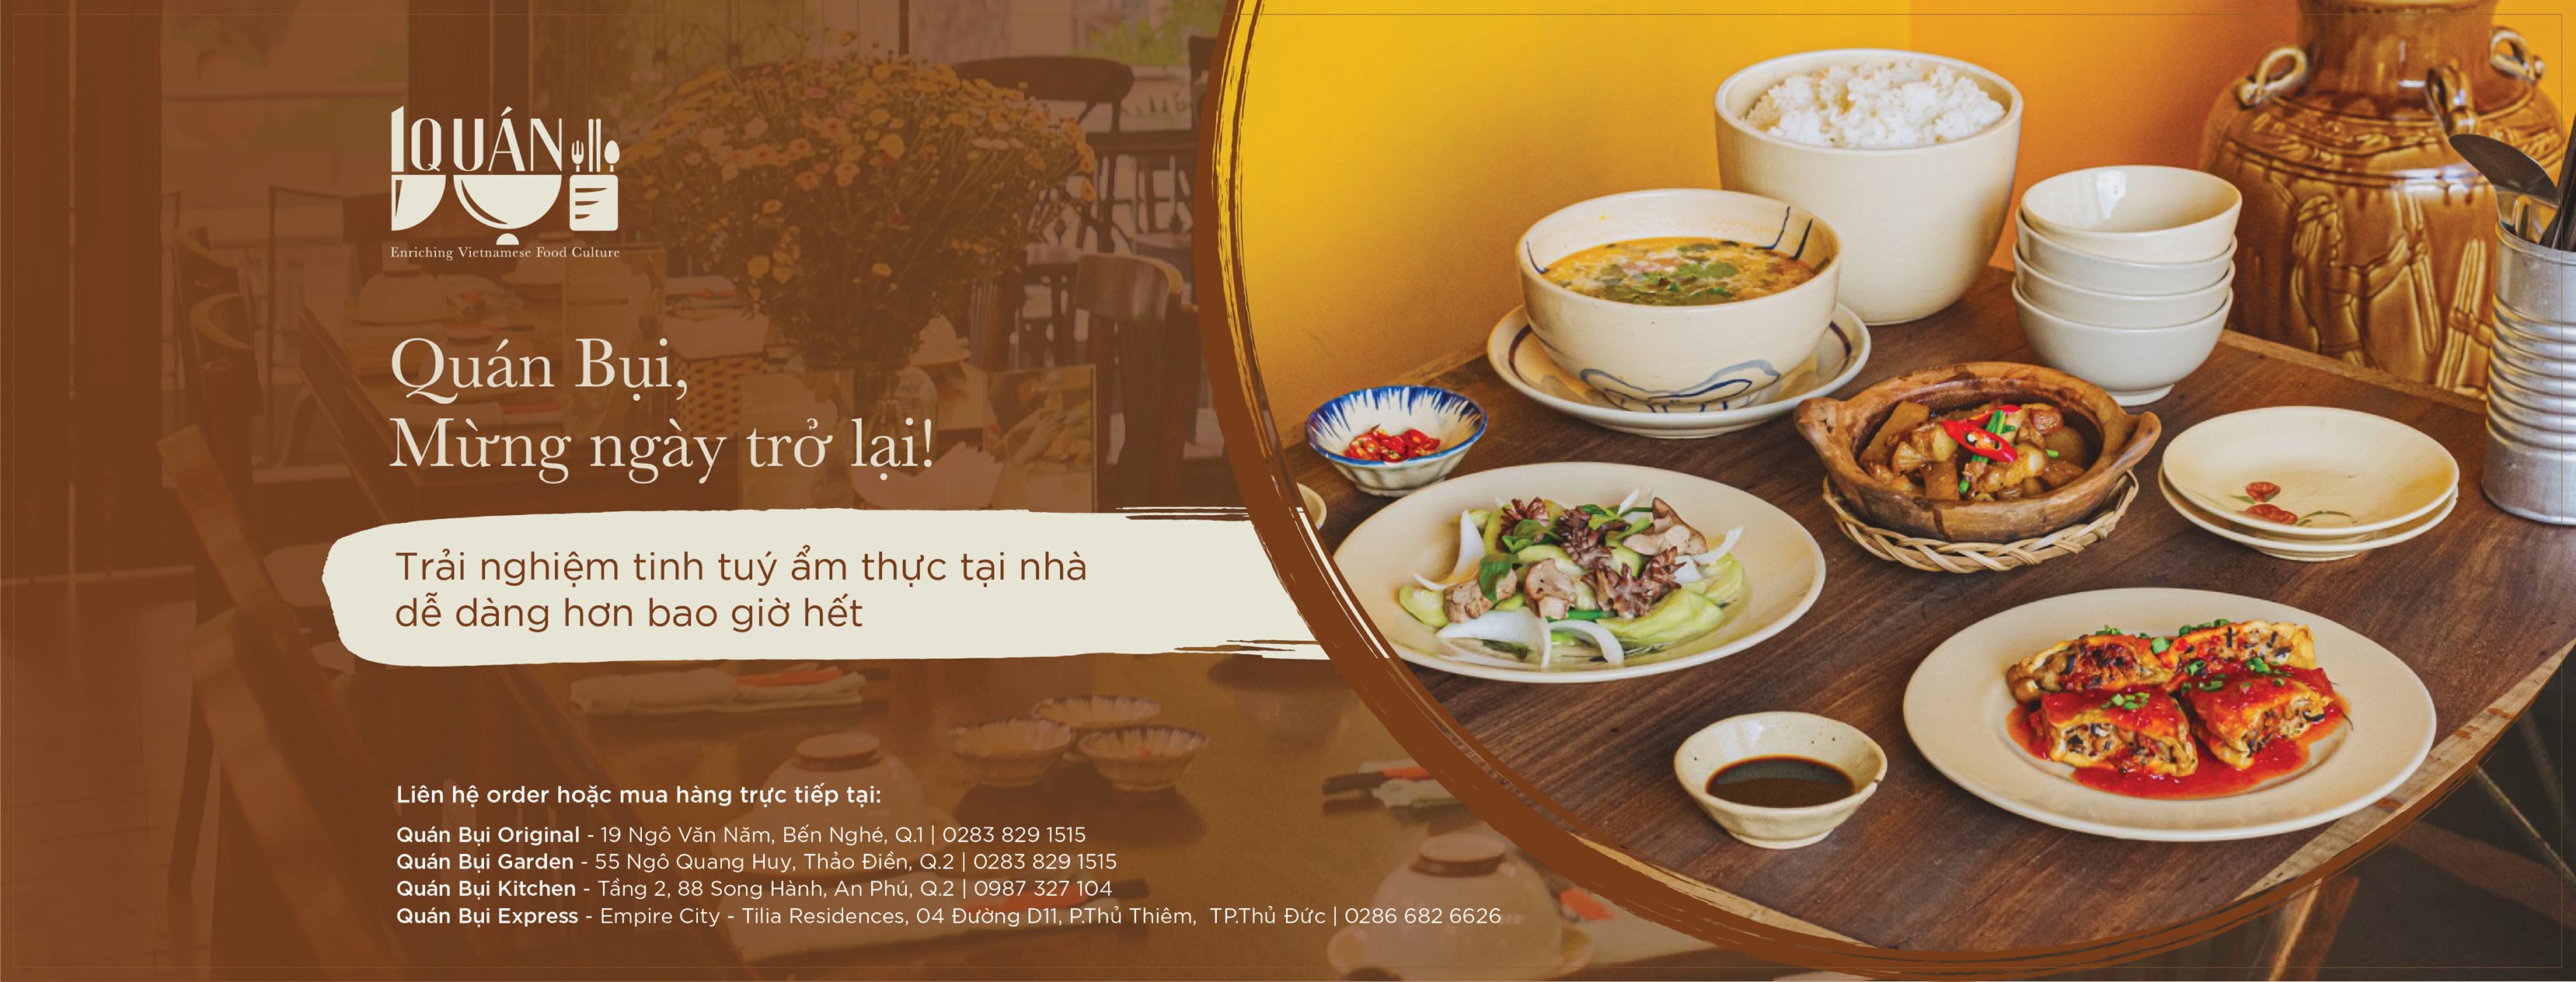 1QUÁN
BỤI
Enriching Vietnamese Food Culture
Quán Bụi,
Mừng ngày trở lại!
Trải nghiệm tinh tuý ẩm thực tại nhà
dễ dàng hơn bao giờ hết
Liên hệ order hoặc mua hàng trực tiếp tại:
Quán Bụi Original - 19 Ngô Văn Năm, Bến Nghé, Q.1 | 0283 829 1515
Quán Bụi Garden - 55 Ngô Quang Huy, Thảo Điền, Q.2 | 0283 829 1515
Quán Bụi Kitchen - Tầng 2, 88 Song Hành, An Phú, Q.2 | 0987 327 104
Quán Bụi Express - Empire City - Tilia Residences, 04 Đường D11, P.Thủ Thiêm, TP.Thủ Đức | 0286 682 6626